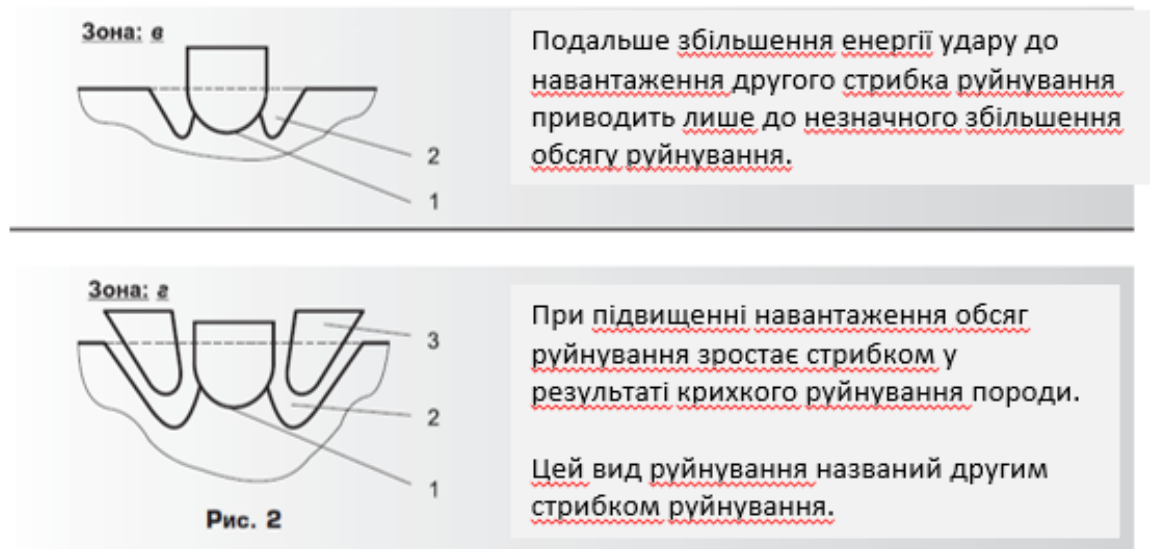 Зона: в
Подальше збільшення енергії удару до
навантаження другого стрибка руйнування
приводить лише до незначного збільшення
обсягу руйнування.
2
1
Зона: г
При підвищенні навантаження обсяг
руйнування зростає стрибком у
результаті крихкого руйнування породи.
Цей вид руйнування названий другим
стрибком руйнування.
3
2
1
Рис. 2